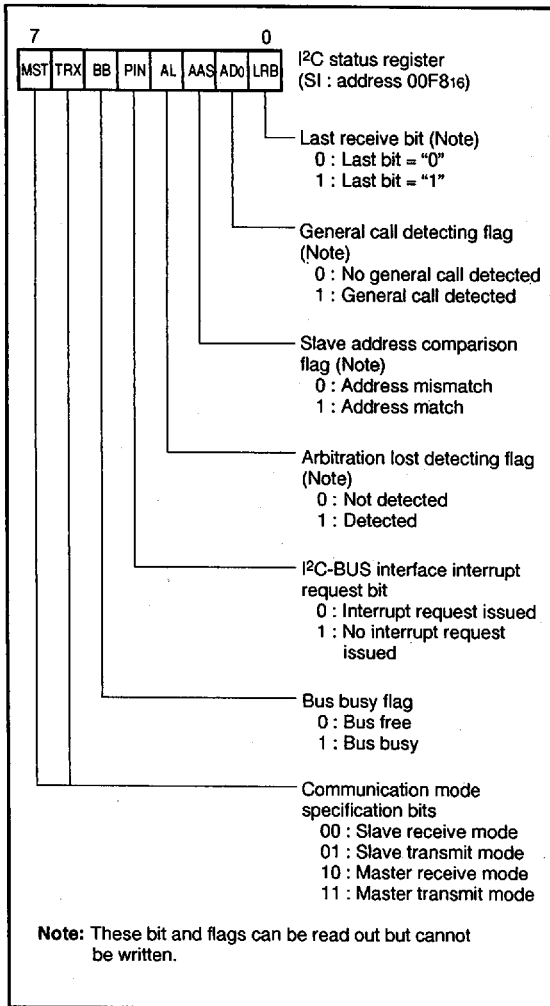 7 0
MST TRX BB PIN AL AAS AD0 LRB
I2C status register
(SI : address 00F816)
Last receive bit (Note)
0 : Last bit = “0”
1 : Last bit = “1”
General call detecting flag
(Note)
0 : No general call detected
1 : General call detected
Slave address comparison
flag (Note)
0 : Address mismatch
1 : Address match
Arbitration lost detecting flag
(Note)
0 : Not detected
1 : Detected
I2C-BUS interface interrupt
request bit
0 : Interrupt request issued
1 : No interrupt request
issued
Bus busy flag
0 : Bus free
1 : Bus busy
Communication mode
specification bits
00 : Slave receive mode
01 : Slave transmit mode
10 : Master receive mode
11 : Master transmit mode
Note: These bit and flags can be read out but cannot
be written.